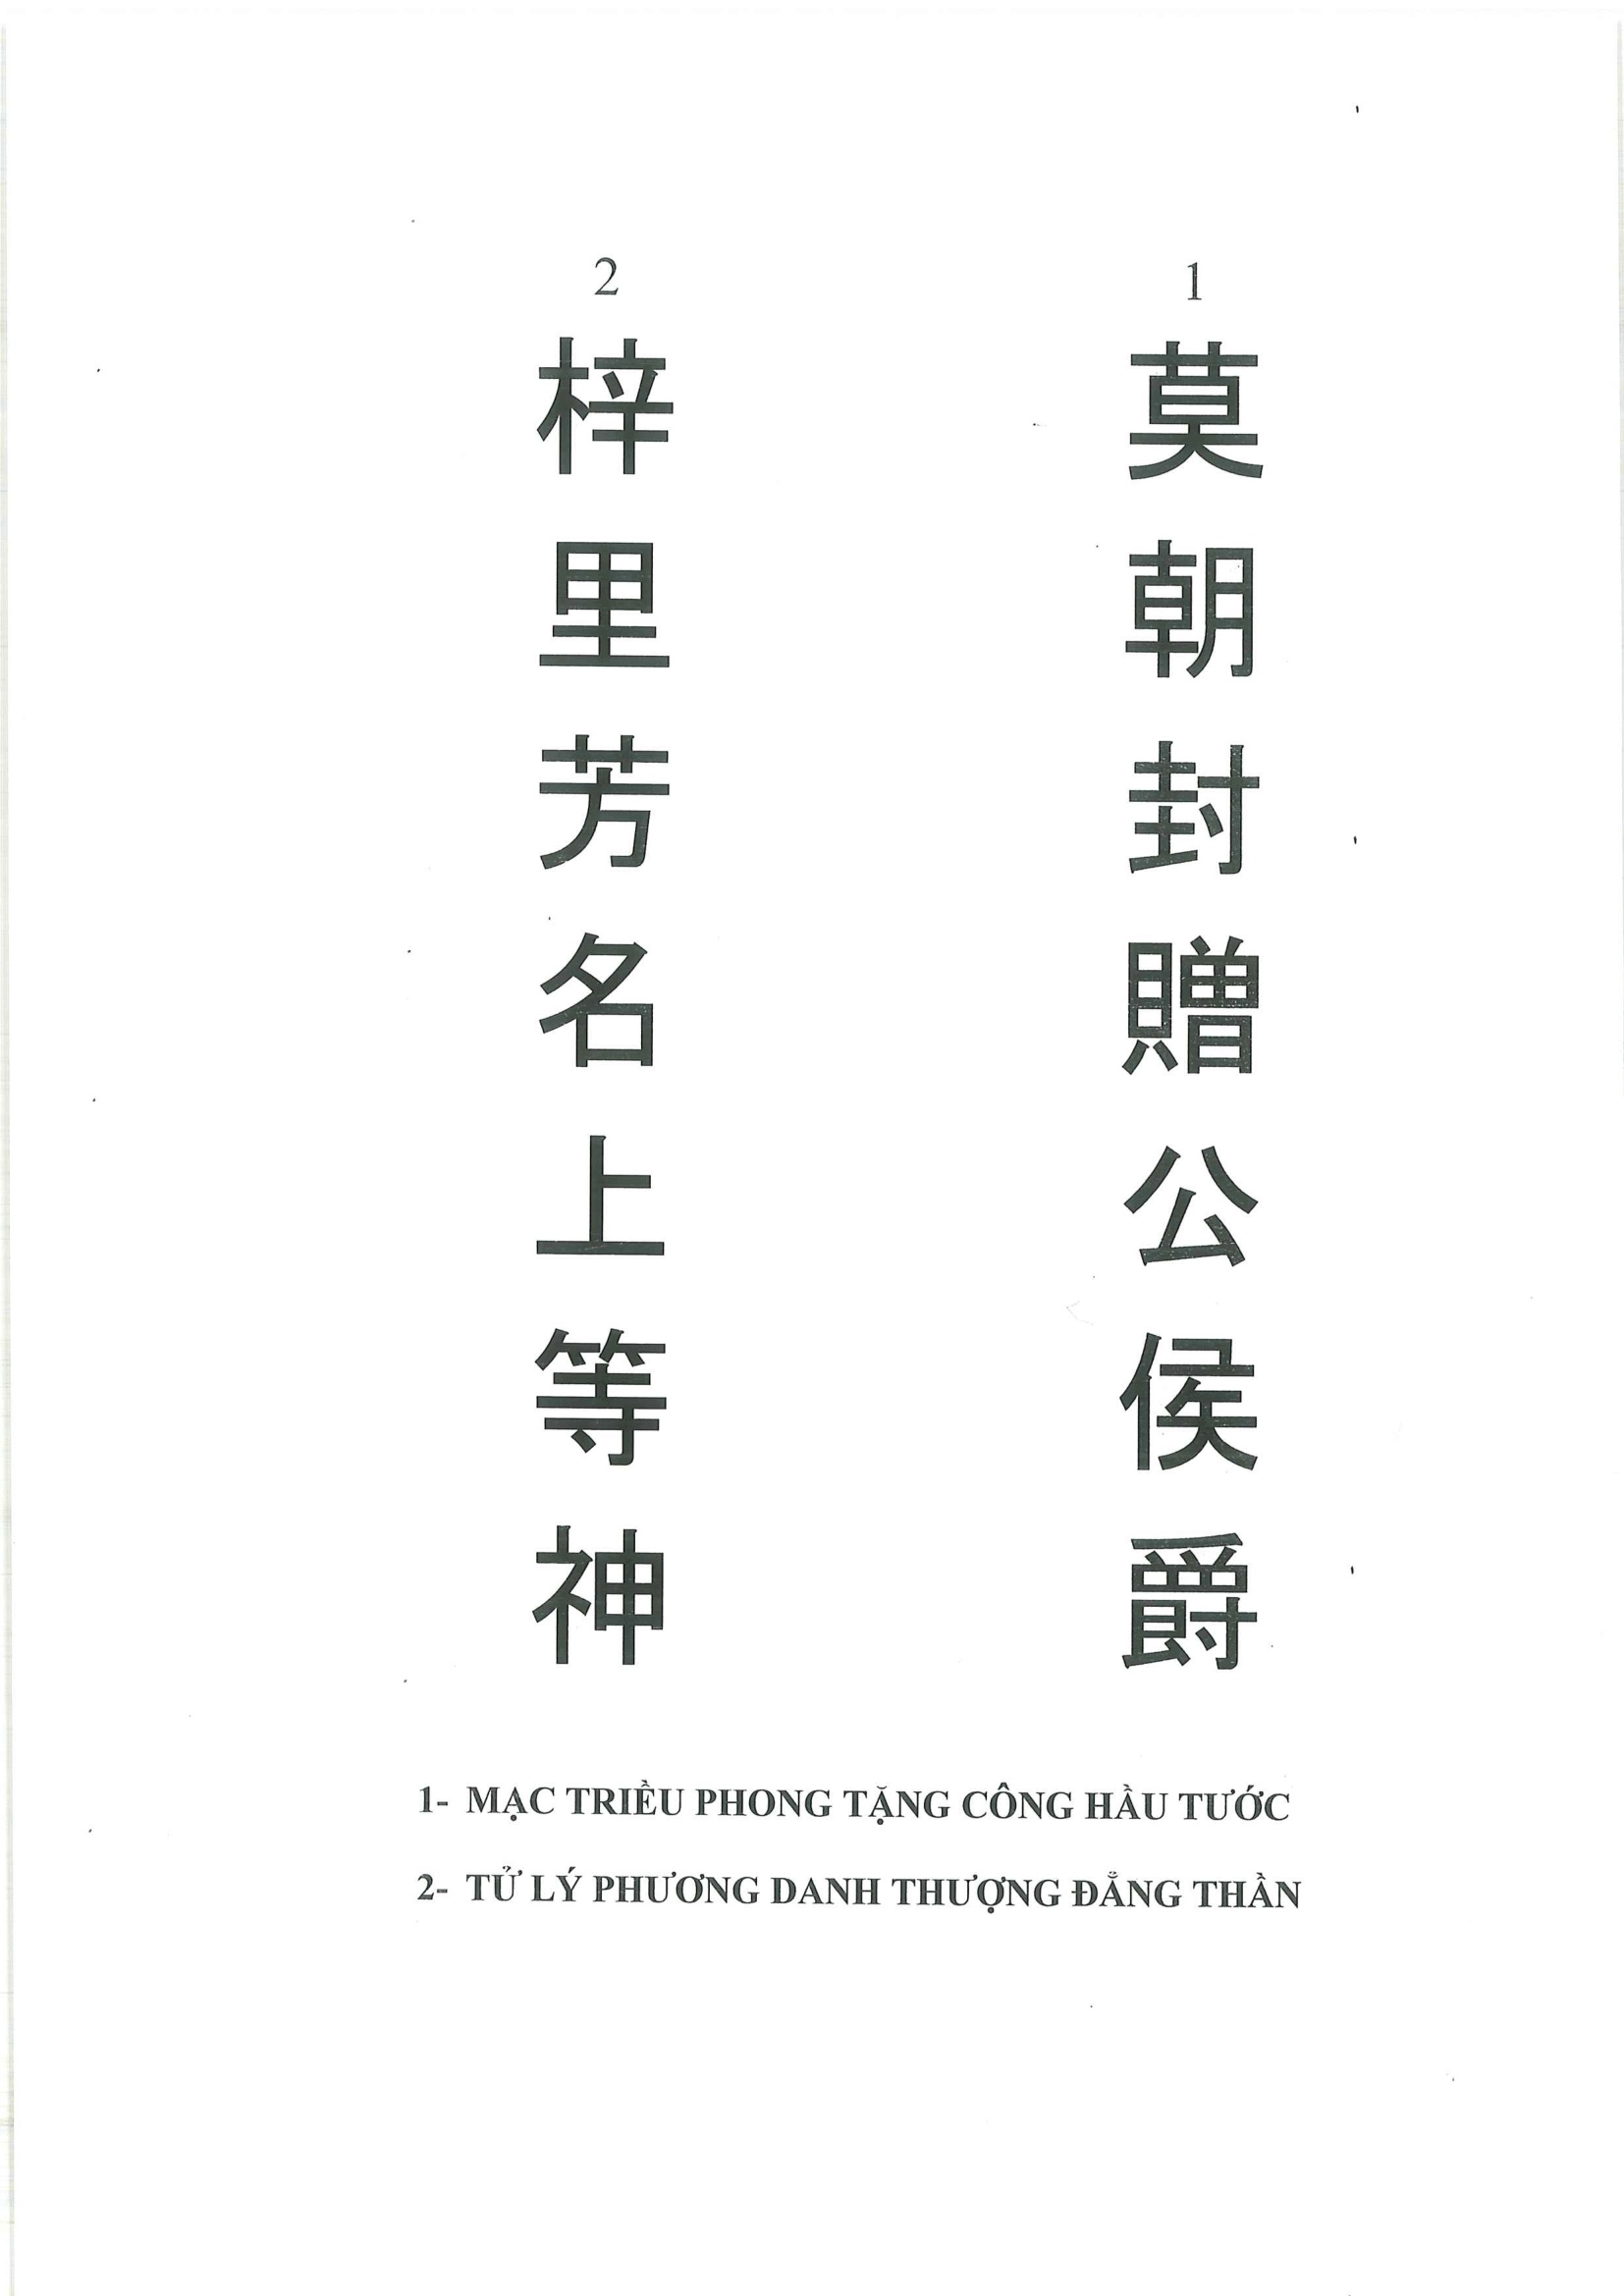 1
莫朝封贈公侯爵
2
梓里芳名上等神
1- MẠC TRIỀU PHONG TẶNG CÔNG HẦU TƯỚC
2- TỬ LÝ PHƯƠNG DANH THƯỢNG ĐẲNG THẦN